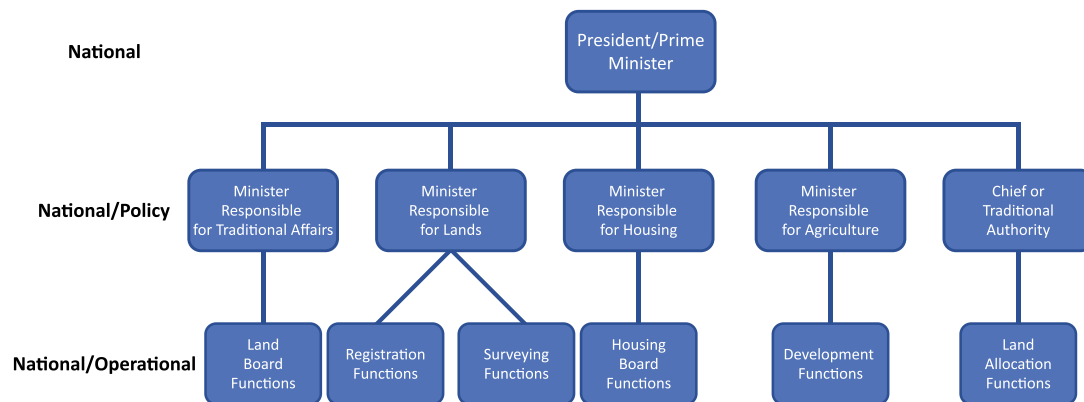 National
President/Prime
Minister
National/Policy
Minister
Responsible
for Traditional Affairs
Minister
Responsible
for Lands
Minister
Responsible
for Housing
Minister
Responsible
for Agriculture
Chief or
Traditional
Authority
National/Operational
Land
Board
Functions
Registration
Functions
Surveying
Functions
Housing
Board
Functions
Development
Functions
Land
Allocation
Functions